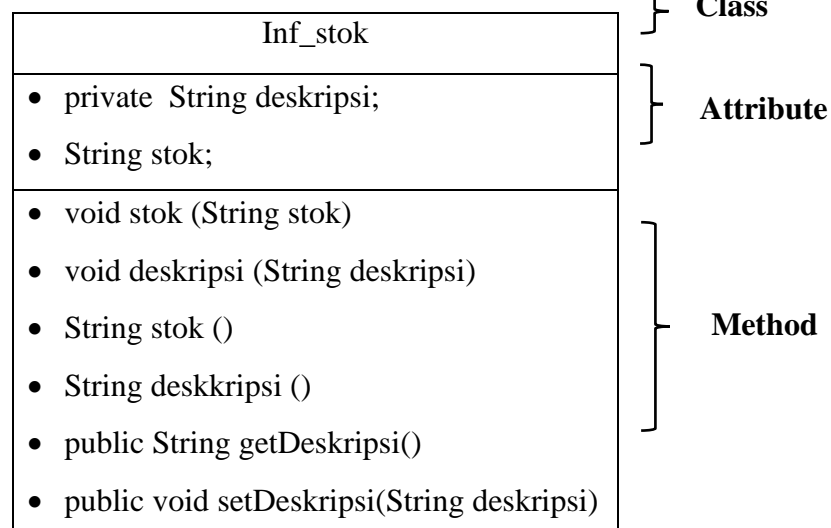 Class
Inf_stok
• private String deskripsi;
• String stok;
Attribute
• void stok (String stok)
• void deskripsi (String deskripsi)
• String stok ()
• String deskkripsi ()
• public String getDeskripsi()
• public void setDeskripsi(String deskripsi)
Method